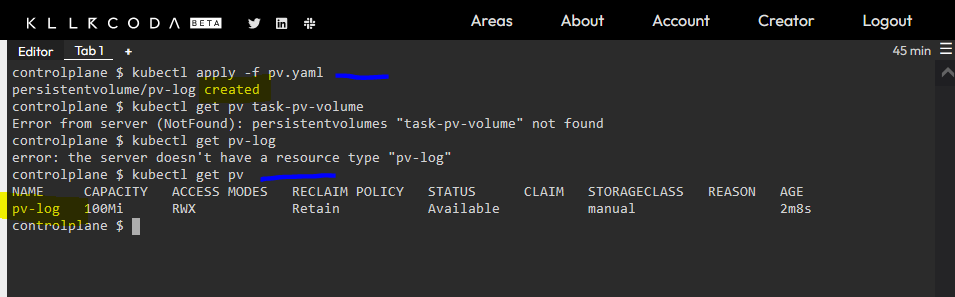 KILLERCODA BETA Areas About Account Creator Logout
Editor Tab 1 + 45 min
controlplane $ kubectl apply -f pv.yaml
persistentvolume/pv-log created
controlplane $ kubectl get pv task-pv-volume
Error from server (NotFound): persistentvolumes "task-pv-volume" not found
controlplane $ kubectl get pv-log
error: the server doesn't have a resource type "pv-log"
controlplane $ kubectl get pv
NAME CAPACITY ACCESS MODES RECLAIM POLICY STATUS CLAIM STORAGECLASS REASON AGE
pv-log 100Mi RWX Retain Available manual 2m8s
controlplane $